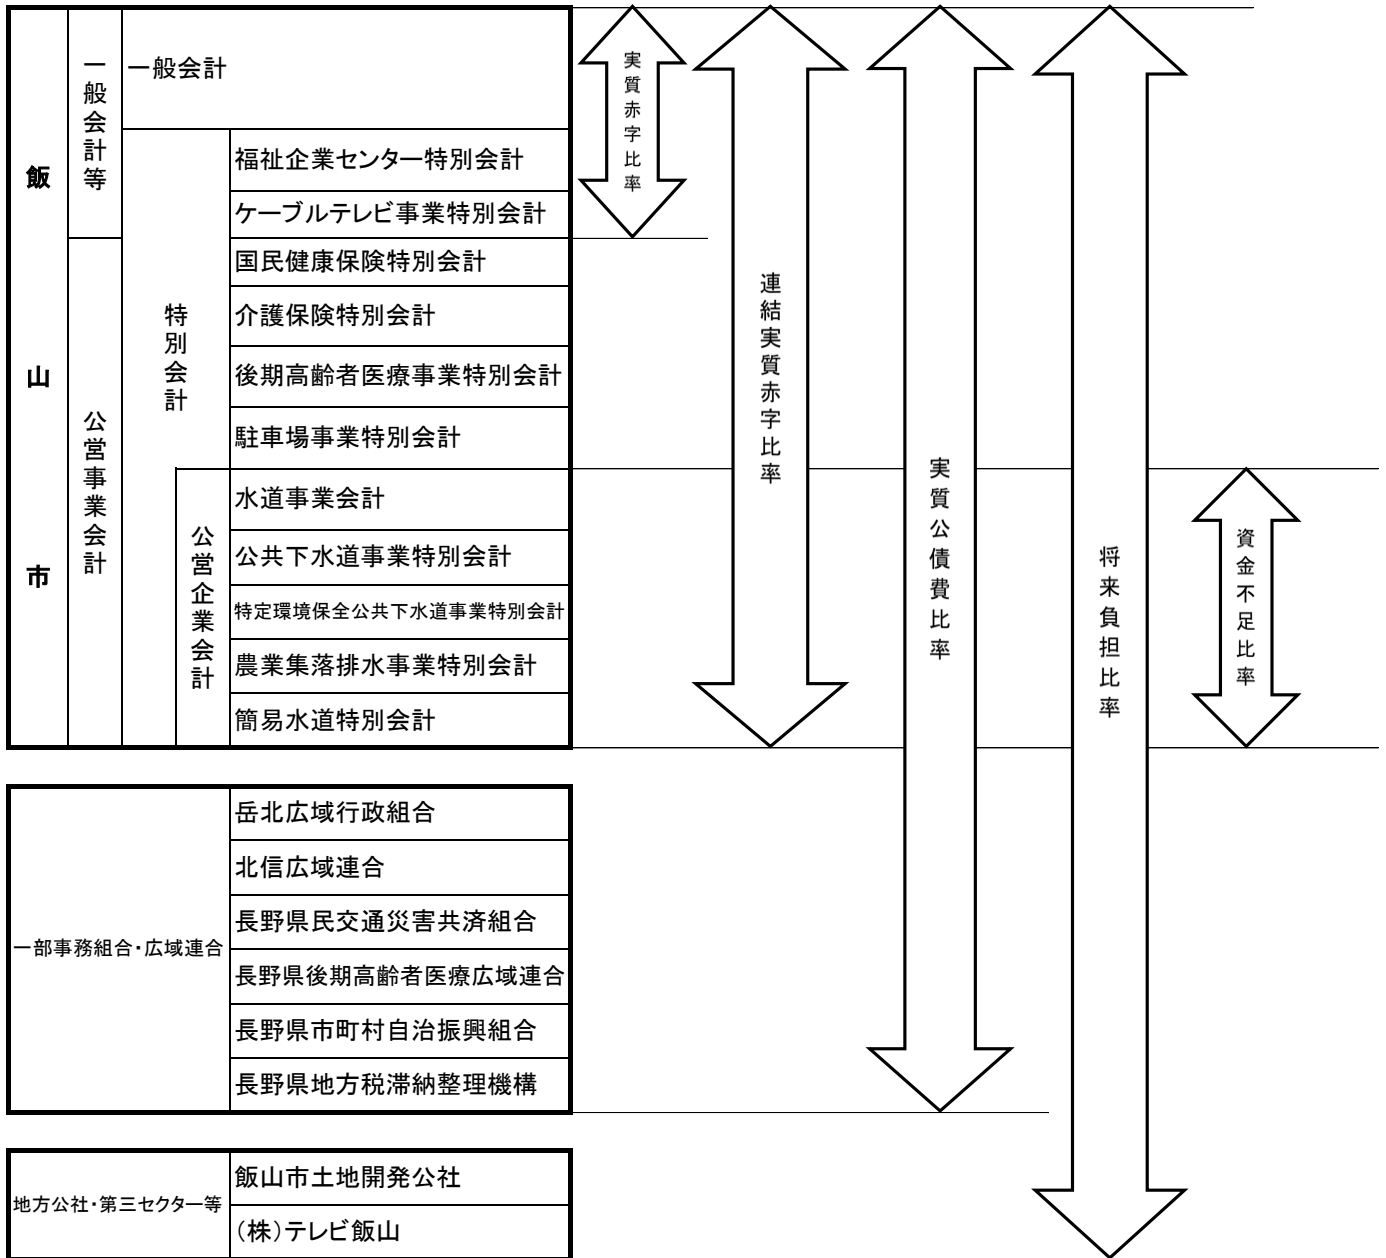 飯山市
一般会計等
一般会計
特別会計
福祉企業センター特別会計
ケーブルテレビ事業特別会計
公営事業会計
国民健康保険特別会計
介護保険特別会計
後期高齢者医療事業特別会計
駐車場事業特別会計
公営企業会計
水道事業会計
公共下水道事業特別会計
特定環境保全公共下水道事業特別会計
農業集落排水事業特別会計
簡易水道特別会計
実質赤字比率
連結実質赤字比率
実質公債費比率
将来負担比率
資金不足比率
一部事務組合・広域連合
岳北広域行政組合
北信広域連合
長野県民交通災害共済組合
長野県後期高齢者医療広域連合
長野県市町村自治振興組合
長野県地方税滞納整理機構
地方公社・第三セクター等
飯山市土地開発公社
(株)テレビ飯山